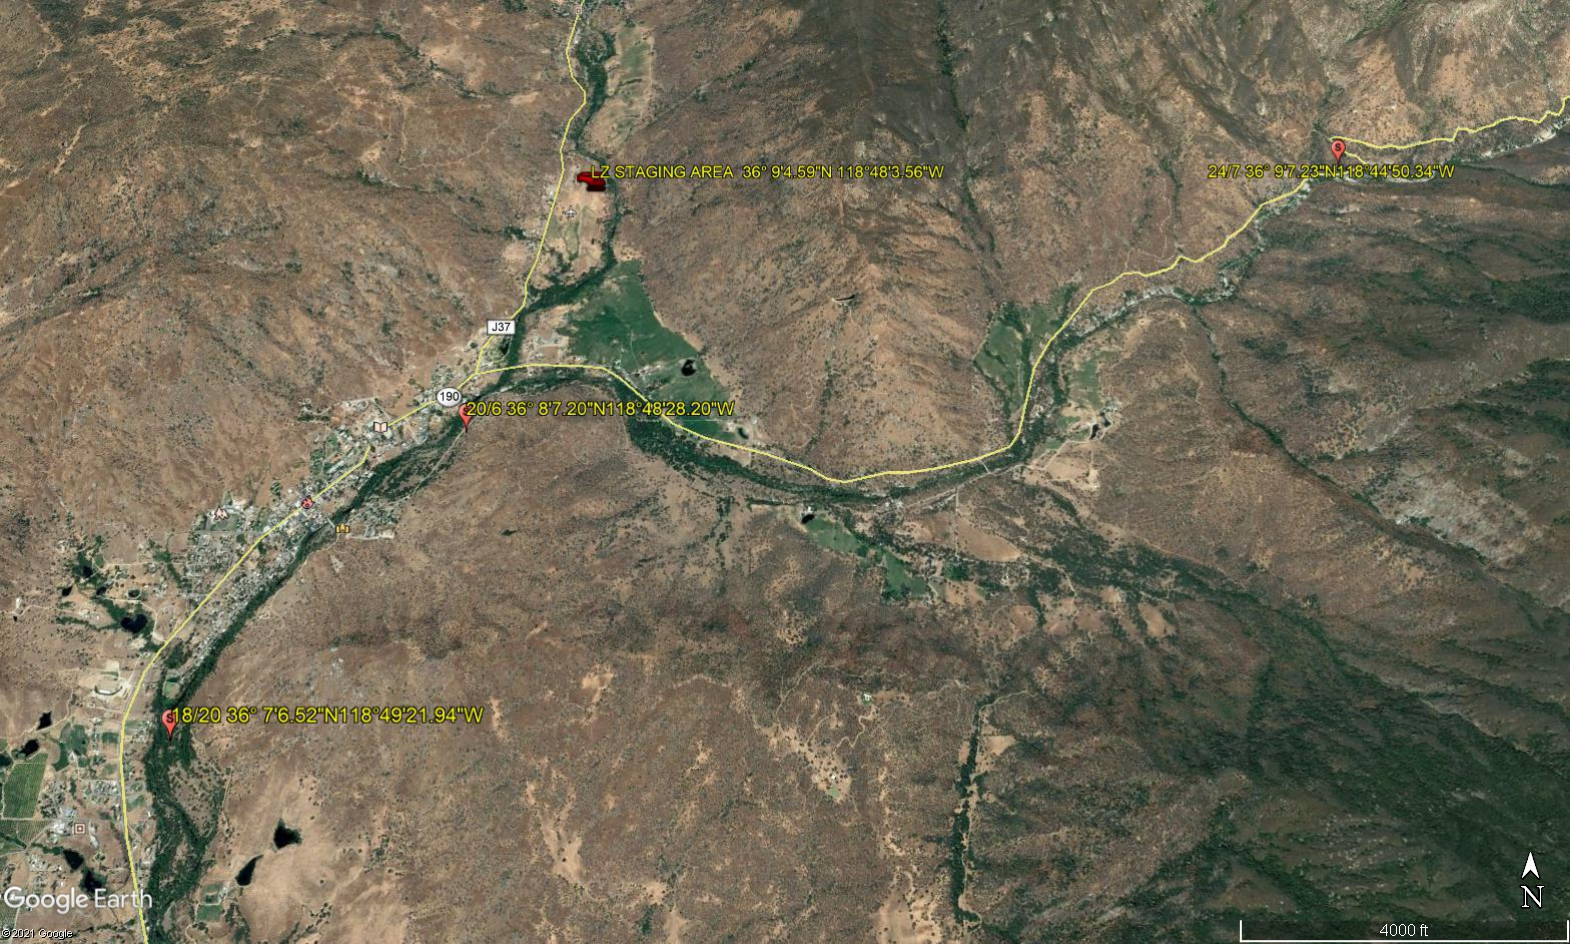 LZ STAGING AREA  36° 9'4.59"N 118°48'3.56"W
S
24/7 36° 9'7.23"N118°44'50.34"W
J37
190
20/6 36° 8'7.20"N118°48'28.20"W
S
18/20 36° 7'6.52"N118°49'21.94"W
Google Earth
©2021 Google
N
4000 ft